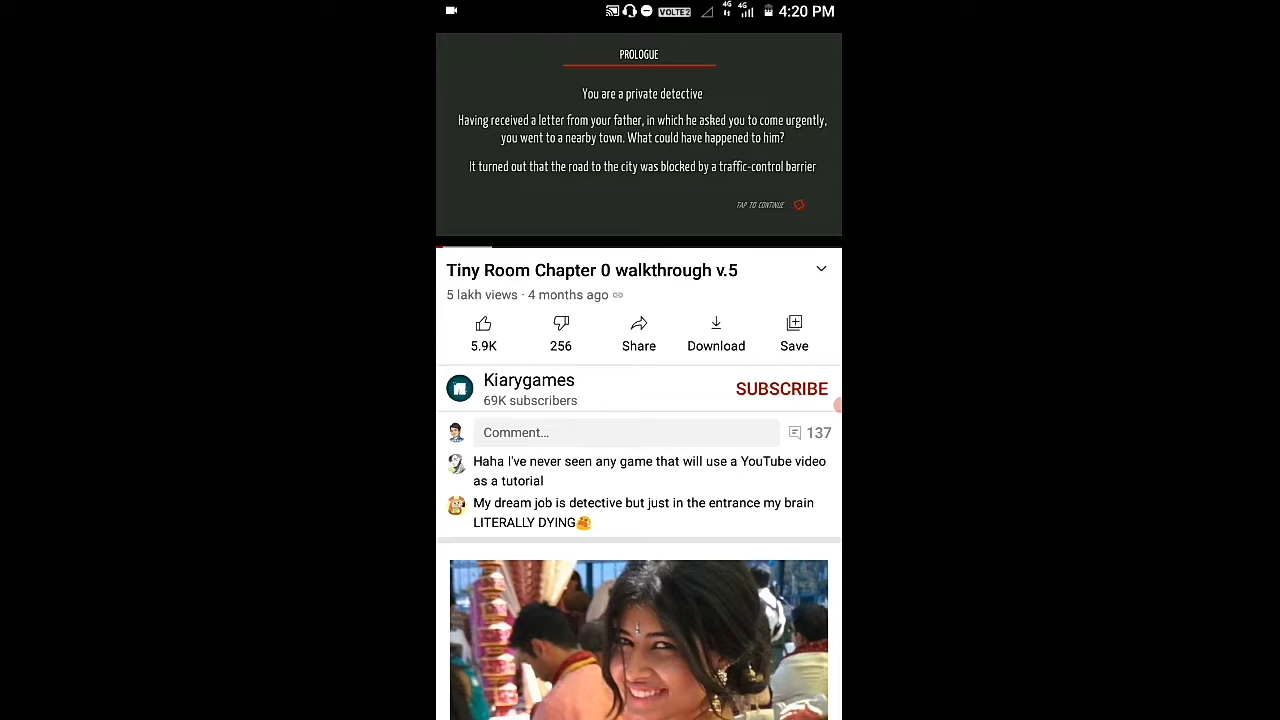 VOLTE2 4G 4G 4:20 PM
PROLOGUE
You are a private detective
Having received a letter from your father, in which he asked you to come urgently,
you went to a nearby town. What could have happened to him?
It turned out that the road to the city was blocked by a traffic-control barrier
TAP TO CONTINUE
Tiny Room Chapter 0 walkthrough v.5
5 lakh views · 4 months ago
5.9K 256 Share Download Save
Kiarygames
SUBSCRIBE
69K subscribers
Comment... 137
Haha I've never seen any game that will use a YouTube video
as a tutorial
My dream job is detective but just in the entrance my brain
LITERALLY DYING